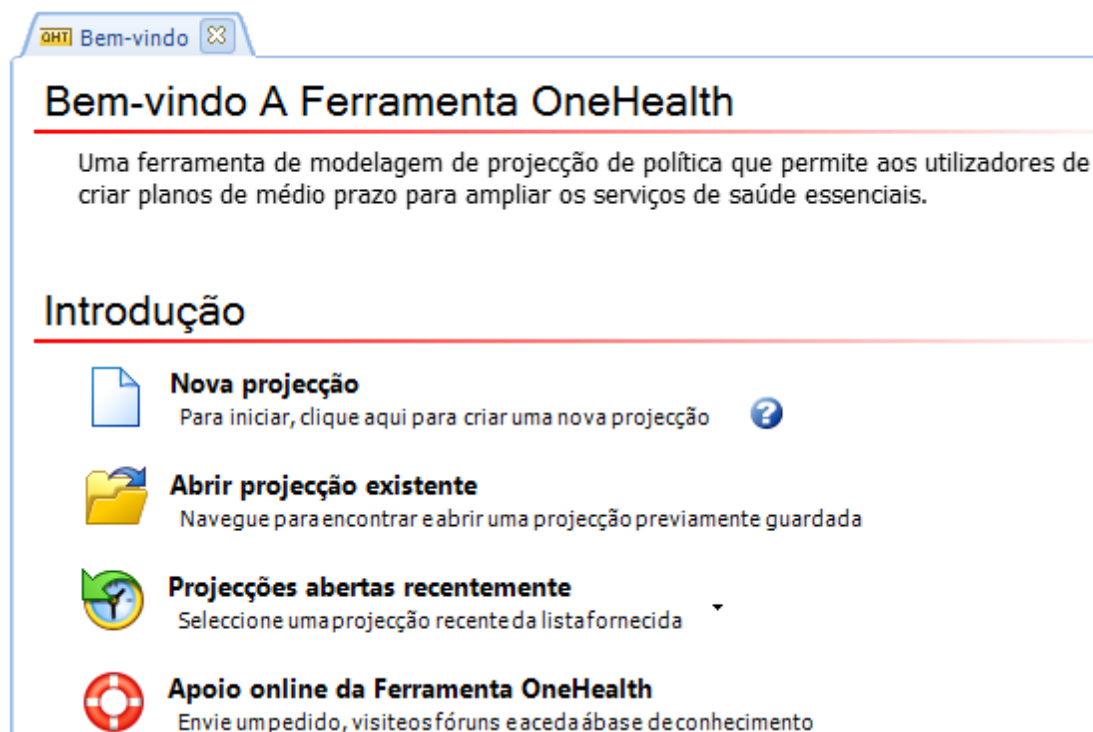 OHT Bem-vindo
Bem-vindo A Ferramenta OneHealth
Uma ferramenta de modelagem de projecção de política que permite aos utilizadores de
criar planos de médio prazo para ampliar os serviços de saúde essenciais.
Introdução
Nova projecção
Para iniciar, clique aqui para criar uma nova projecção
?
Abrir projecção existente
Navegue para encontrar e abrir uma projecção previamente guardada
Projecções abertas recentemente
Seleccione uma projecção recente da lista fornecida
Apoio online da Ferramenta OneHealth
Envie um pedido, visite os fóruns e aceda á base de conhecimento